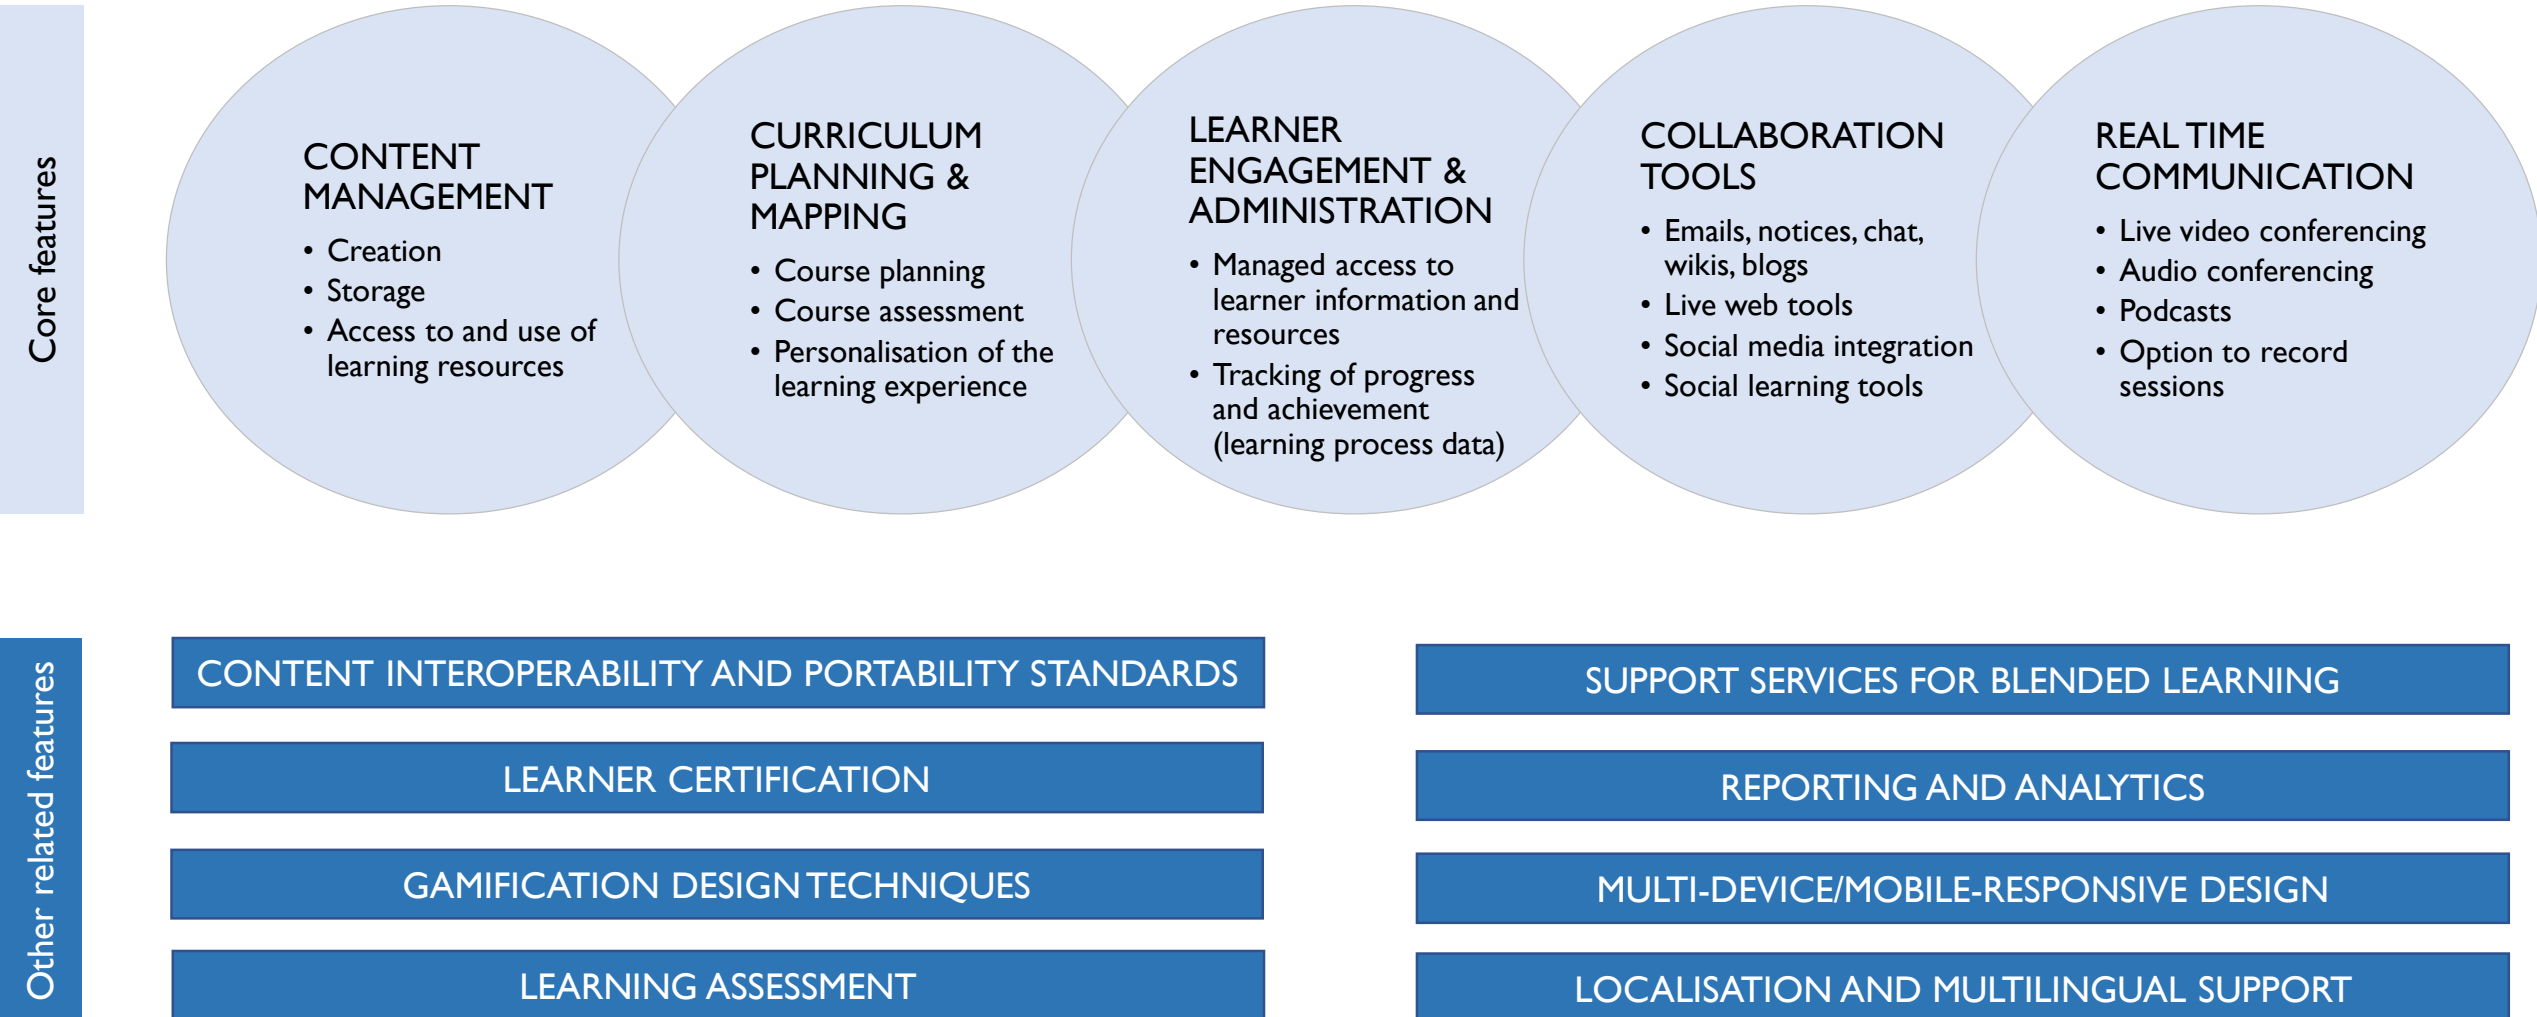 Core features
CONTENT
MANAGEMENT
• Creation
• Storage
• Access to and use of
learning resources
CURRICULUM
PLANNING &
MAPPING
• Course planning
• Course assessment
• Personalisation of the
learning experience
LEARNER
ENGAGEMENT &
ADMINISTRATION
• Managed access to
learner information and
resources
• Tracking of progress
and achievement
(learning process data)
COLLABORATION
TOOLS
• Emails, notices, chat,
wikis, blogs
• Live web tools
• Social media integration
• Social learning tools
REAL TIME
COMMUNICATION
• Live video conferencing
• Audio conferencing
• Podcasts
• Option to record
sessions
Other related features
CONTENT INTEROPERABILITY AND PORTABILITY STANDARDS
LEARNER CERTIFICATION
GAMIFICATION DESIGN TECHNIQUES
LEARNING ASSESSMENT
SUPPORT SERVICES FOR BLENDED LEARNING
REPORTING AND ANALYTICS
MULTI-DEVICE/MOBILE-RESPONSIVE DESIGN
LOCALISATION AND MULTILINGUAL SUPPORT